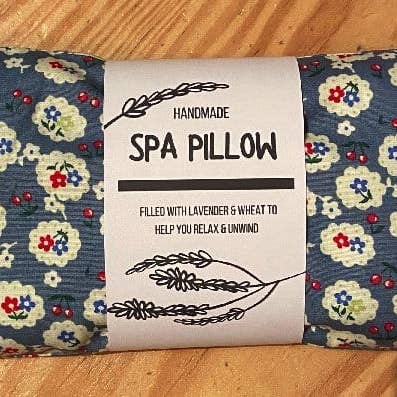 HANDMADE
SPA PILLOW
FILLED WITH LAVENDER & WHEAT TO
HELP YOU RELAX & UNWIND